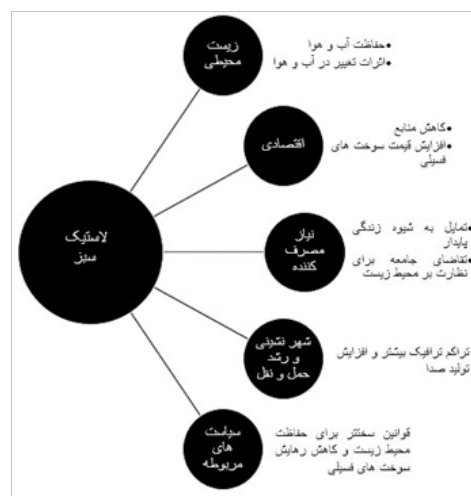 زیست
محیطی
•حفاظت آب و هوا
•اثرات تغییر در آب و هوا
اقتصادی
•کاهش منابع
•افزایش قیمت سوخت های
فسیلی
لاستیک
سبز
نیاز
مصرف
کننده
•تمایل به شیوه زندگی
پایدار
•تقاضای جامعه برای
نظارت بر محیط زیست
شهر نشینی
و رشد
حمل و نقل
تراکم ترافیک بیشتر و افزایش
تولید صدا
سیاست
های
مربوطه
قوانین سختتر برای حفاظت
محیط زیست و کاهش رهایش
سوخت های فسیلی